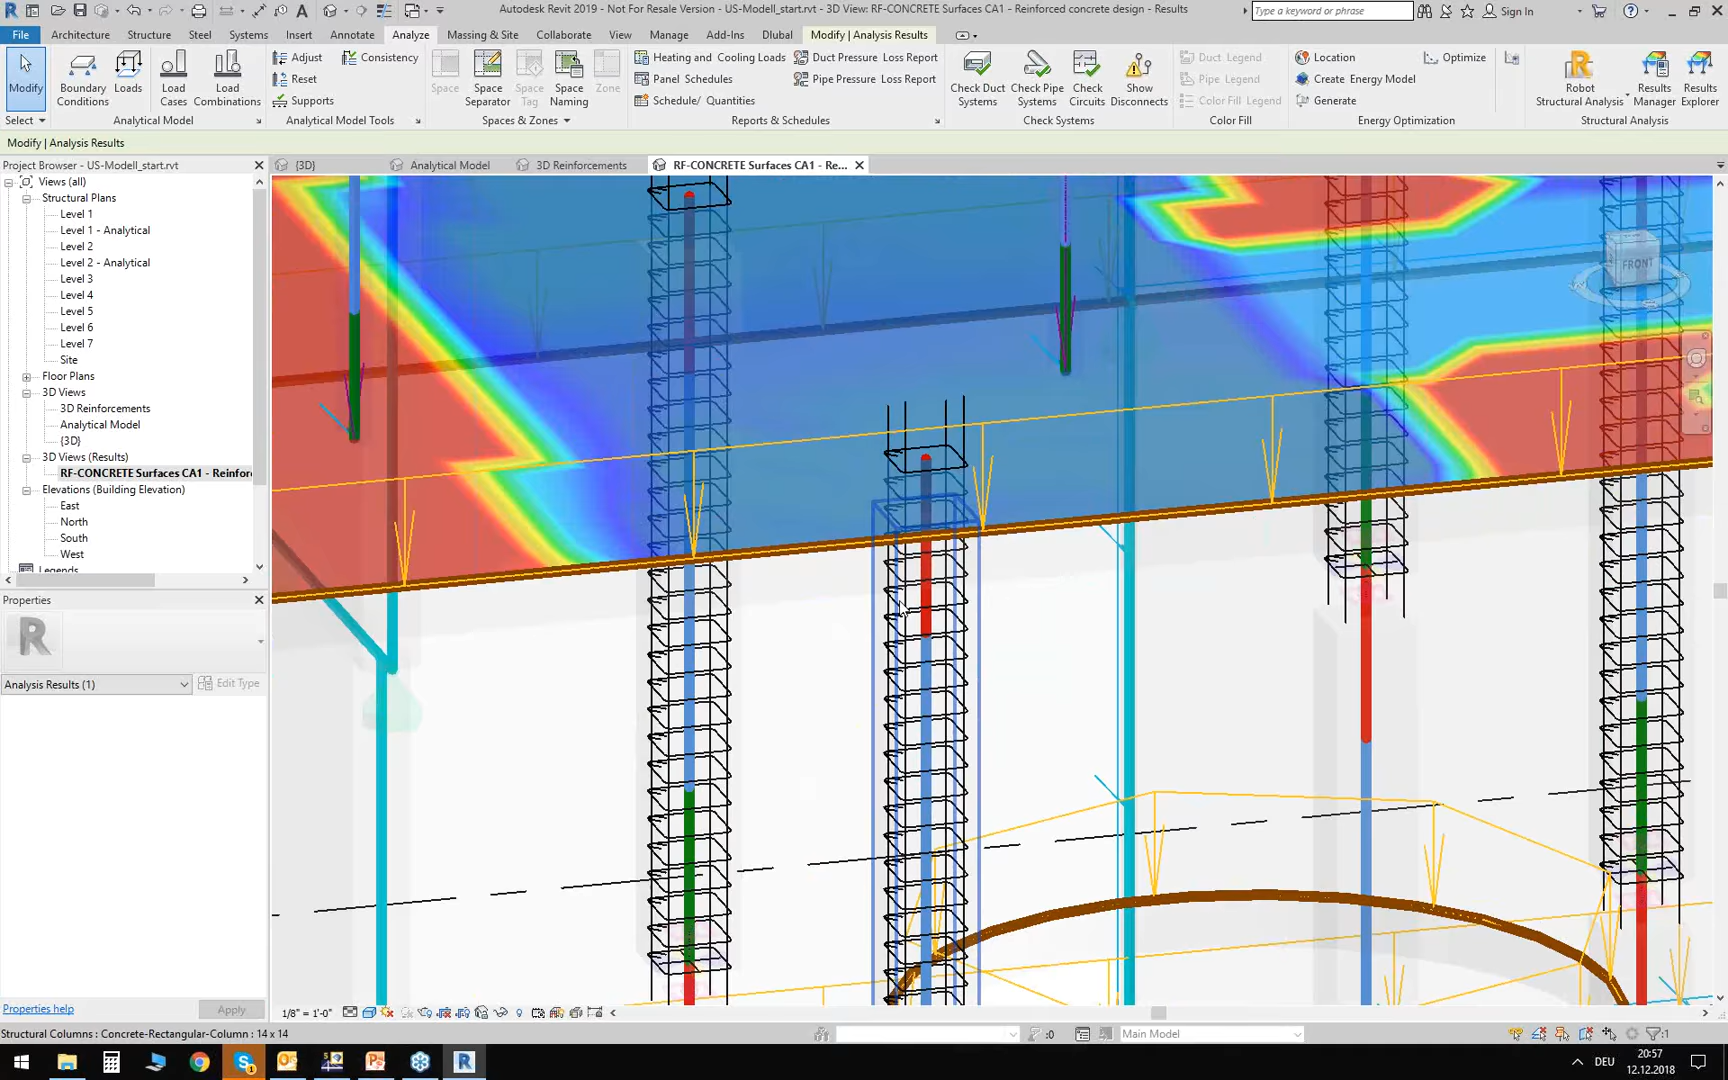 Autodesk Revit 2019 - Not For Resale Version - US-Modell_start.rvt - 3D View: RF-CONCRETE Surfaces CA1 - Reinforced concrete design - Results
Type a keyword or phrase
Sign In
File Architecture Structure Steel Systems Insert Annotate Analyze Massing & Site Collaborate View Manage Add-Ins Dlubal Modify | Analysis Results
Modify
Boundary Conditions
Loads
Load Cases
Load Combinations
Adjust
Reset
Supports
Consistency
Space
Space Separator
Space Tag
Space Naming
Zone
Heating and Cooling Loads
Panel Schedules
Schedule/ Quantities
Duct Pressure Loss Report
Pipe Pressure Loss Report
Check Duct Systems
Check Pipe Systems
Check Circuits
Show Disconnects
Duct Legend
Pipe Legend
Color Fill Legend
Location
Create Energy Model
Generate
Optimize
Robot Structural Analysis
Results Manager
Results Explorer
Select Analytical Model Analytical Model Tools Spaces & Zones Reports & Schedules Check Systems Color Fill Energy Optimization Structural Analysis
Modify | Analysis Results
Project Browser - US-Modell_start.rvt
{3D} Analytical Model 3D Reinforcements RF-CONCRETE Surfaces CA1 - Re...
Views (all)
Structural Plans
Level 1
Level 1 - Analytical
Level 2
Level 2 - Analytical
Level 3
Level 4
Level 5
Level 6
Level 7
Site
Floor Plans
3D Views
3D Reinforcements
Analytical Model
{3D}
3D Views (Results)
RF-CONCRETE Surfaces CA1 - Reinfor
Elevations (Building Elevation)
East
North
South
West
Legends
Properties
R
Analysis Results (1)
Edit Type
FRONT
Properties help
Apply
1/8" = 1'-0"
Structural Columns : Concrete-Rectangular-Column : 14 x 14
:0
Main Model
:1
DEU
20:57
12.12.2018